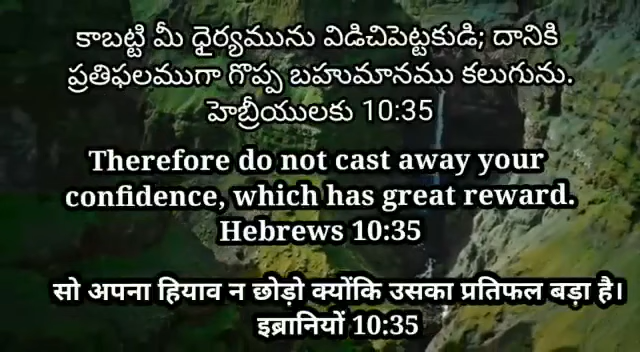 కాబట్టి మీ ధైర్యమును విడిచిపెట్టకుడి; దానికి
ప్రతిఫలముగా గొప్ప బహుమానము కలుగును.
హెబ్రీయులకు 10:35
Therefore do not cast away your
confidence, which has great reward.
Hebrews 10:35
सो अपना हियाव न छोड़ो क्योंकि उसका प्रतिफल बड़ा है।
इब्रानियों 10:35